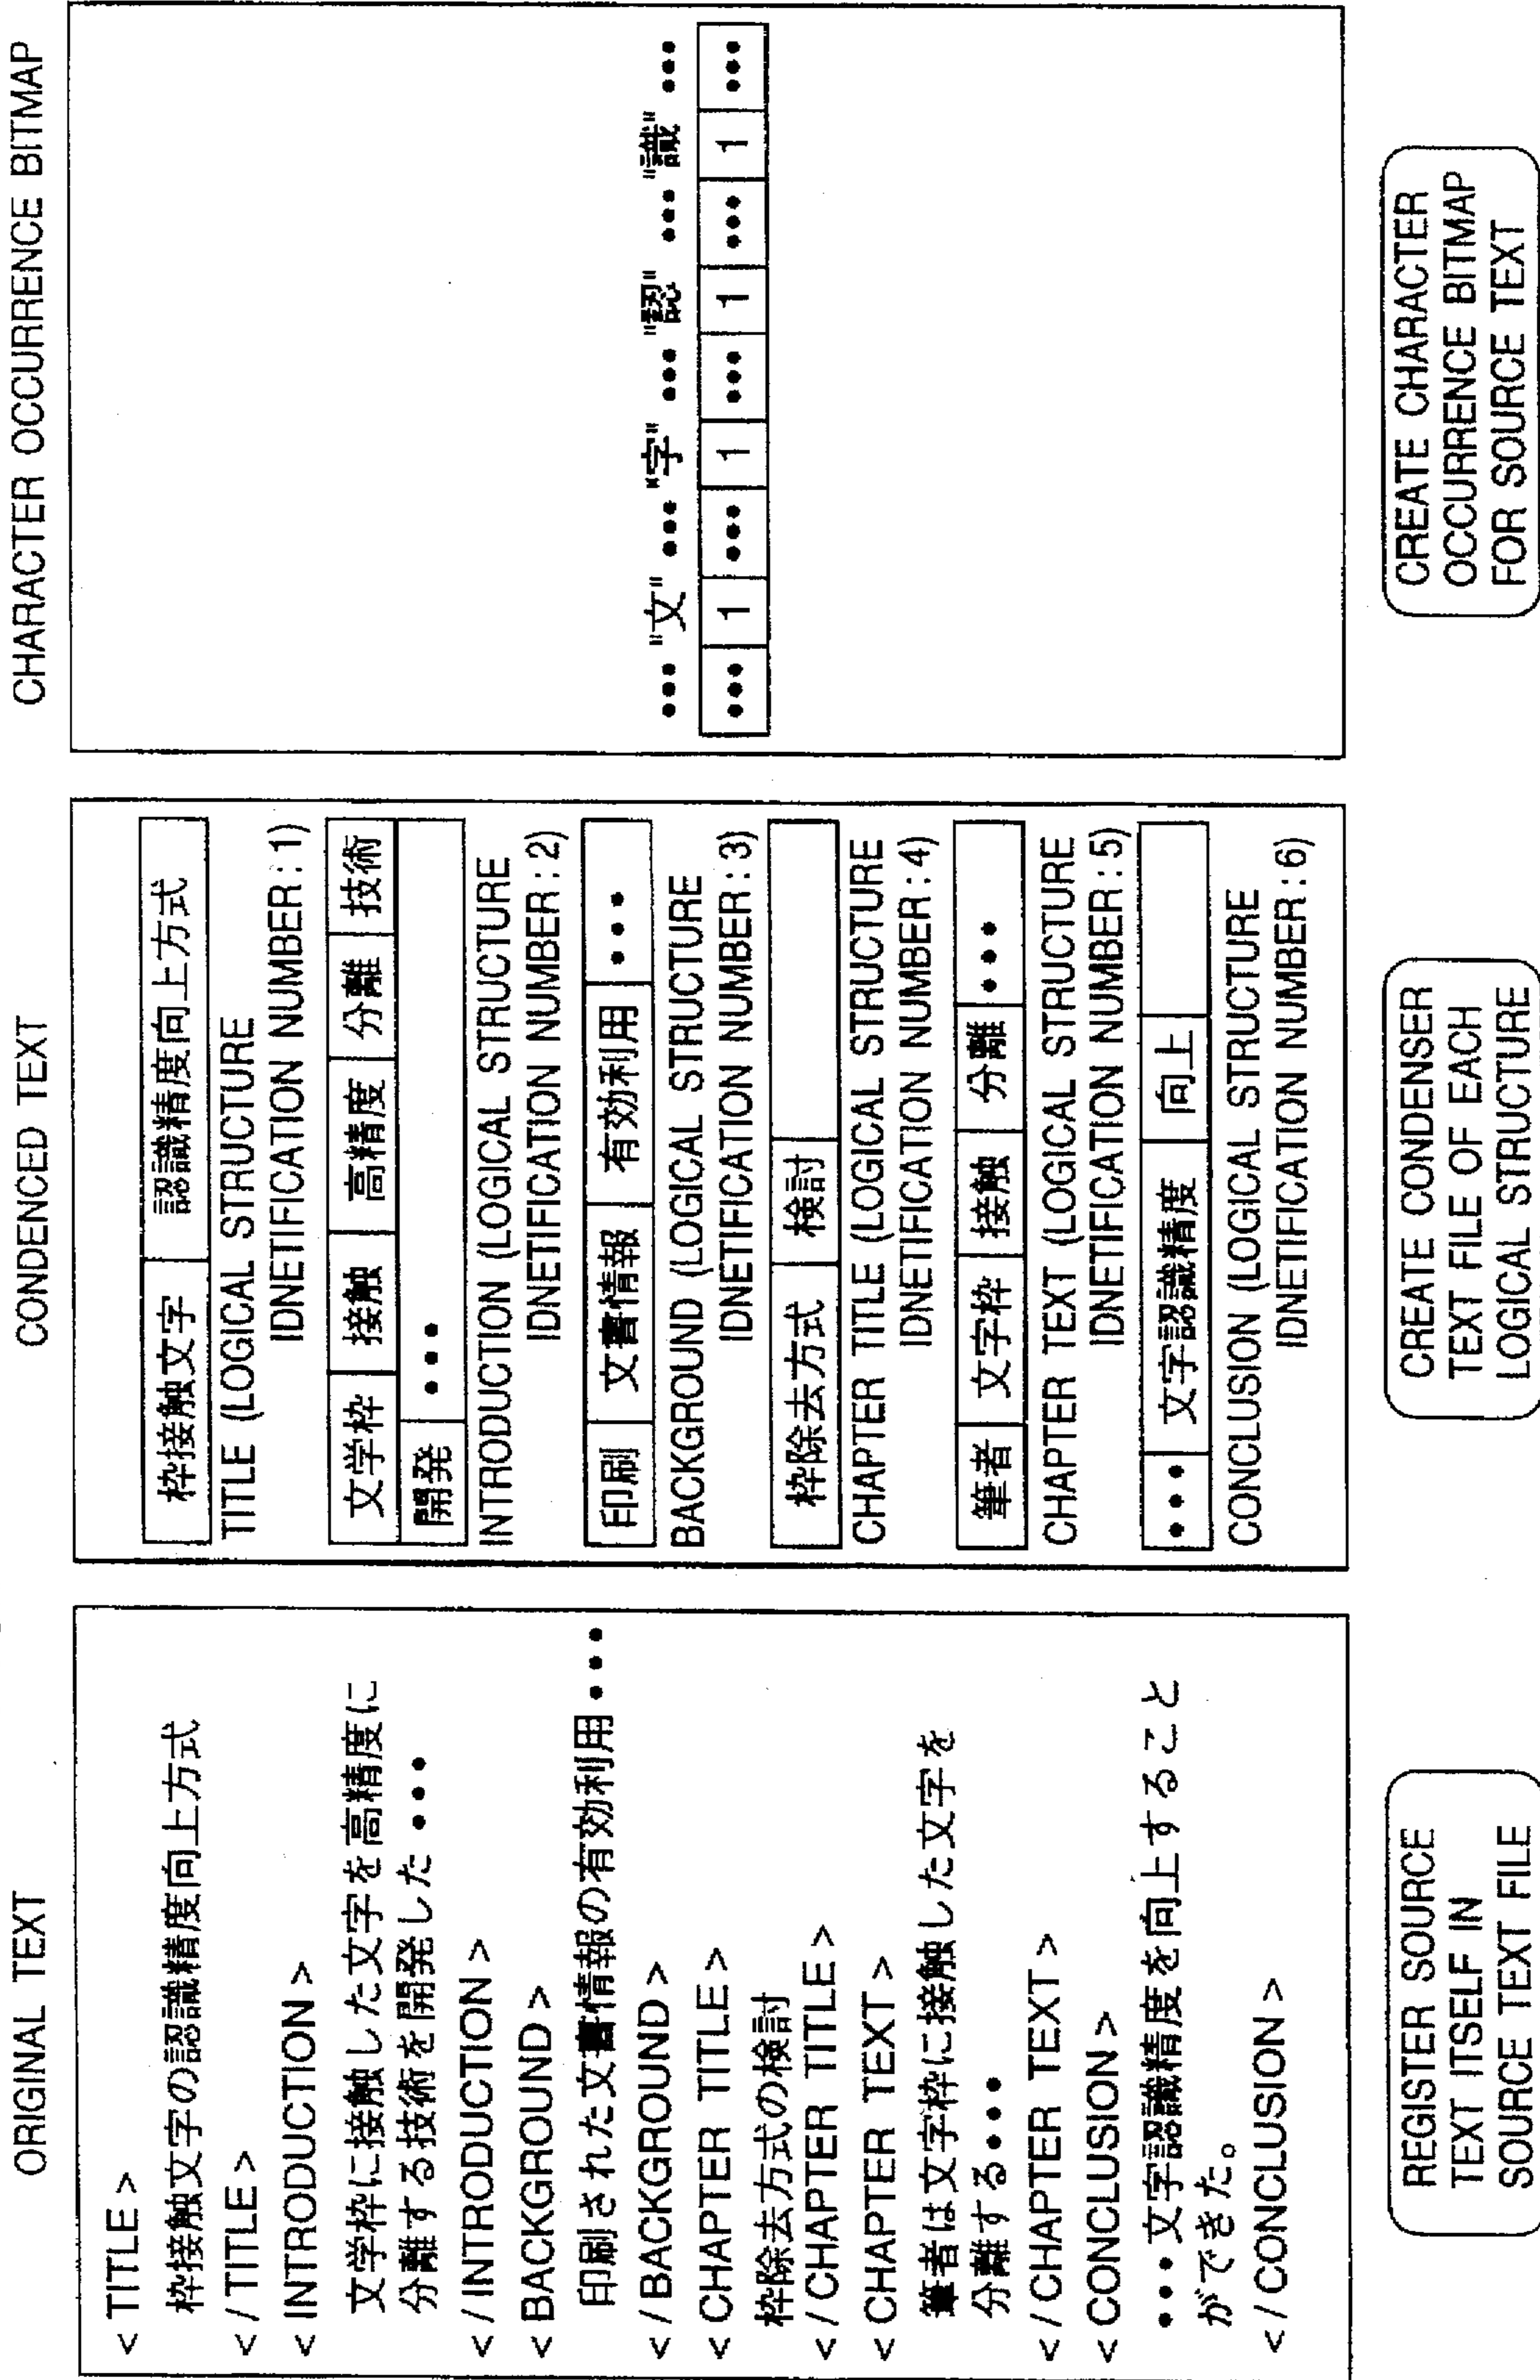 ORIGINAL TEXT
< TITLE >
枠接触文字の認識精度向上方式
< / TITLE >
< INTRODUCTION >
文学枠に接触した文字を高精度に
分離する技術を開発した •••
< / INTRODUCTION >
< BACKGROUND >
印刷された文書情報の有効利用•••
< / BACKGROUND >
< CHAPTER TITLE >
枠除去方式の検討
< / CHAPTER TITLE >
< CHAPTER TEXT >
筆者は文字枠に接触した文字を
分離する••••
< / CHAPTER TEXT >
< CONCLUSION >
•••文字認識精度を向上すること
ができた。
< / CONCLUSION >
REGISTER SOURCE
TEXT ITSELF IN
SOURCE TEXT FILE
CONDENCED TEXT
枠接触文字 認識精度向上方式
TITLE (LOGICAL STRUCTURE
IDNETIFICATION NUMBER : 1)
文学枠 接触 高精度 分離 技術
開発 •••
INTRODUCTION (LOGICAL STRUCTURE
IDNETIFICATION NUMBER : 2)
印刷 文書情報 有効利用 •••
BACKGROUND (LOGICAL STRUCTURE
IDNETIFICATION NUMBER : 3)
枠除去方式 検討
CHAPTER TITLE (LOGICAL STRUCTURE
IDNETIFICATION NUMBER : 4)
筆者 文字枠 接触 分離 •••
CHAPTER TEXT (LOGICAL STRUCTURE
IDNETIFICATION NUMBER : 5)
••• 文字認識精度 向上
CONCLUSION (LOGICAL STRUCTURE
IDNETIFICATION NUMBER : 6)
CREATE CONDENSER
TEXT FILE OF EACH
LOGICAL STRUCTURE
CHARACTER OCCURRENCE BITMAP
••• "文" ••• "字" ••• "認" ••• "識" •••
••• 1 ••• 1 ••• 1 ••• 1 •••
CREATE CHARACTER
OCCURRENCE BITMAP
FOR SOURCE TEXT